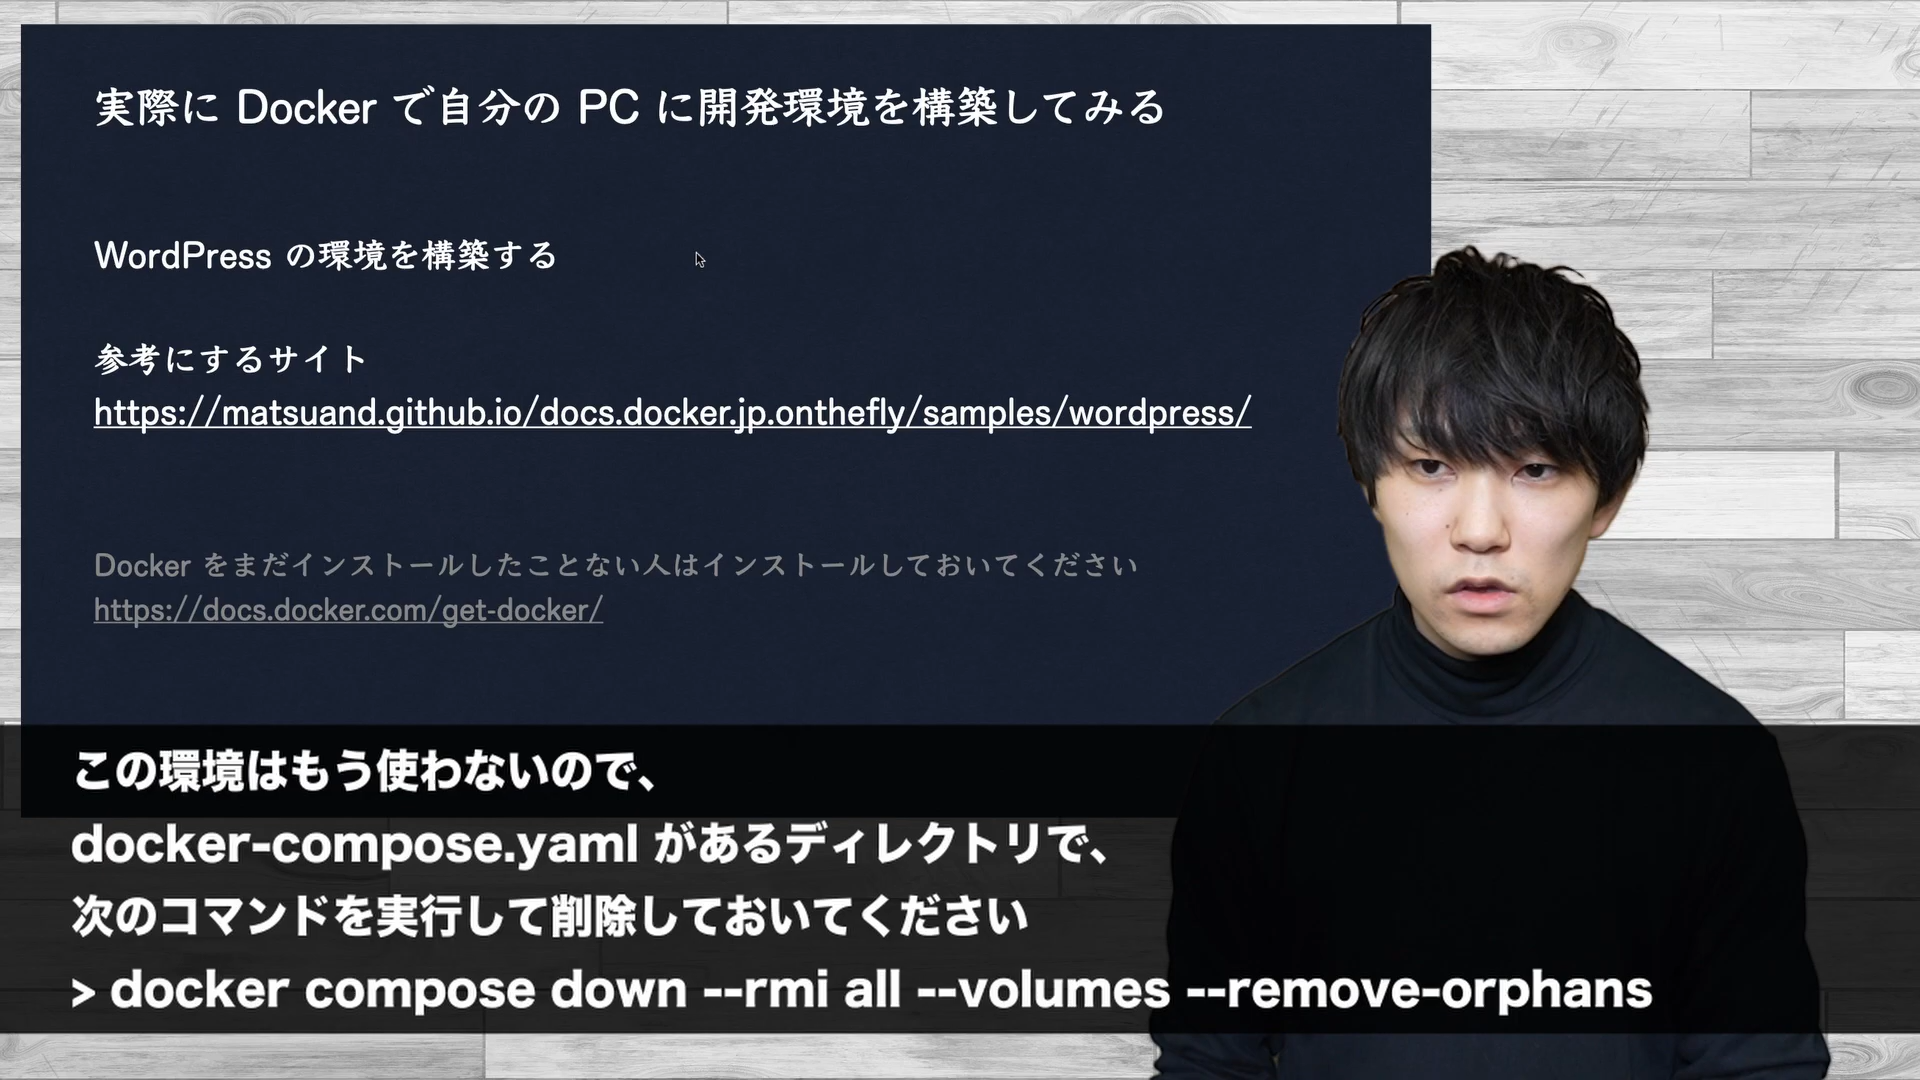 実際に Docker で自分の PC に開発環境を構築してみる
WordPress の環境を構築する
参考にするサイト
https://matsuand.github.io/docs.docker.jp.onthefly/samples/wordpress/
Docker をまだインストールしたことない人はインストールしておいてください
https://docs.docker.com/get-docker/
この環境はもう使わないので、
docker-compose.yaml があるディレクトリで、
次のコマンドを実行して削除しておいてください
> docker compose down --rmi all --volumes --remove-orphans